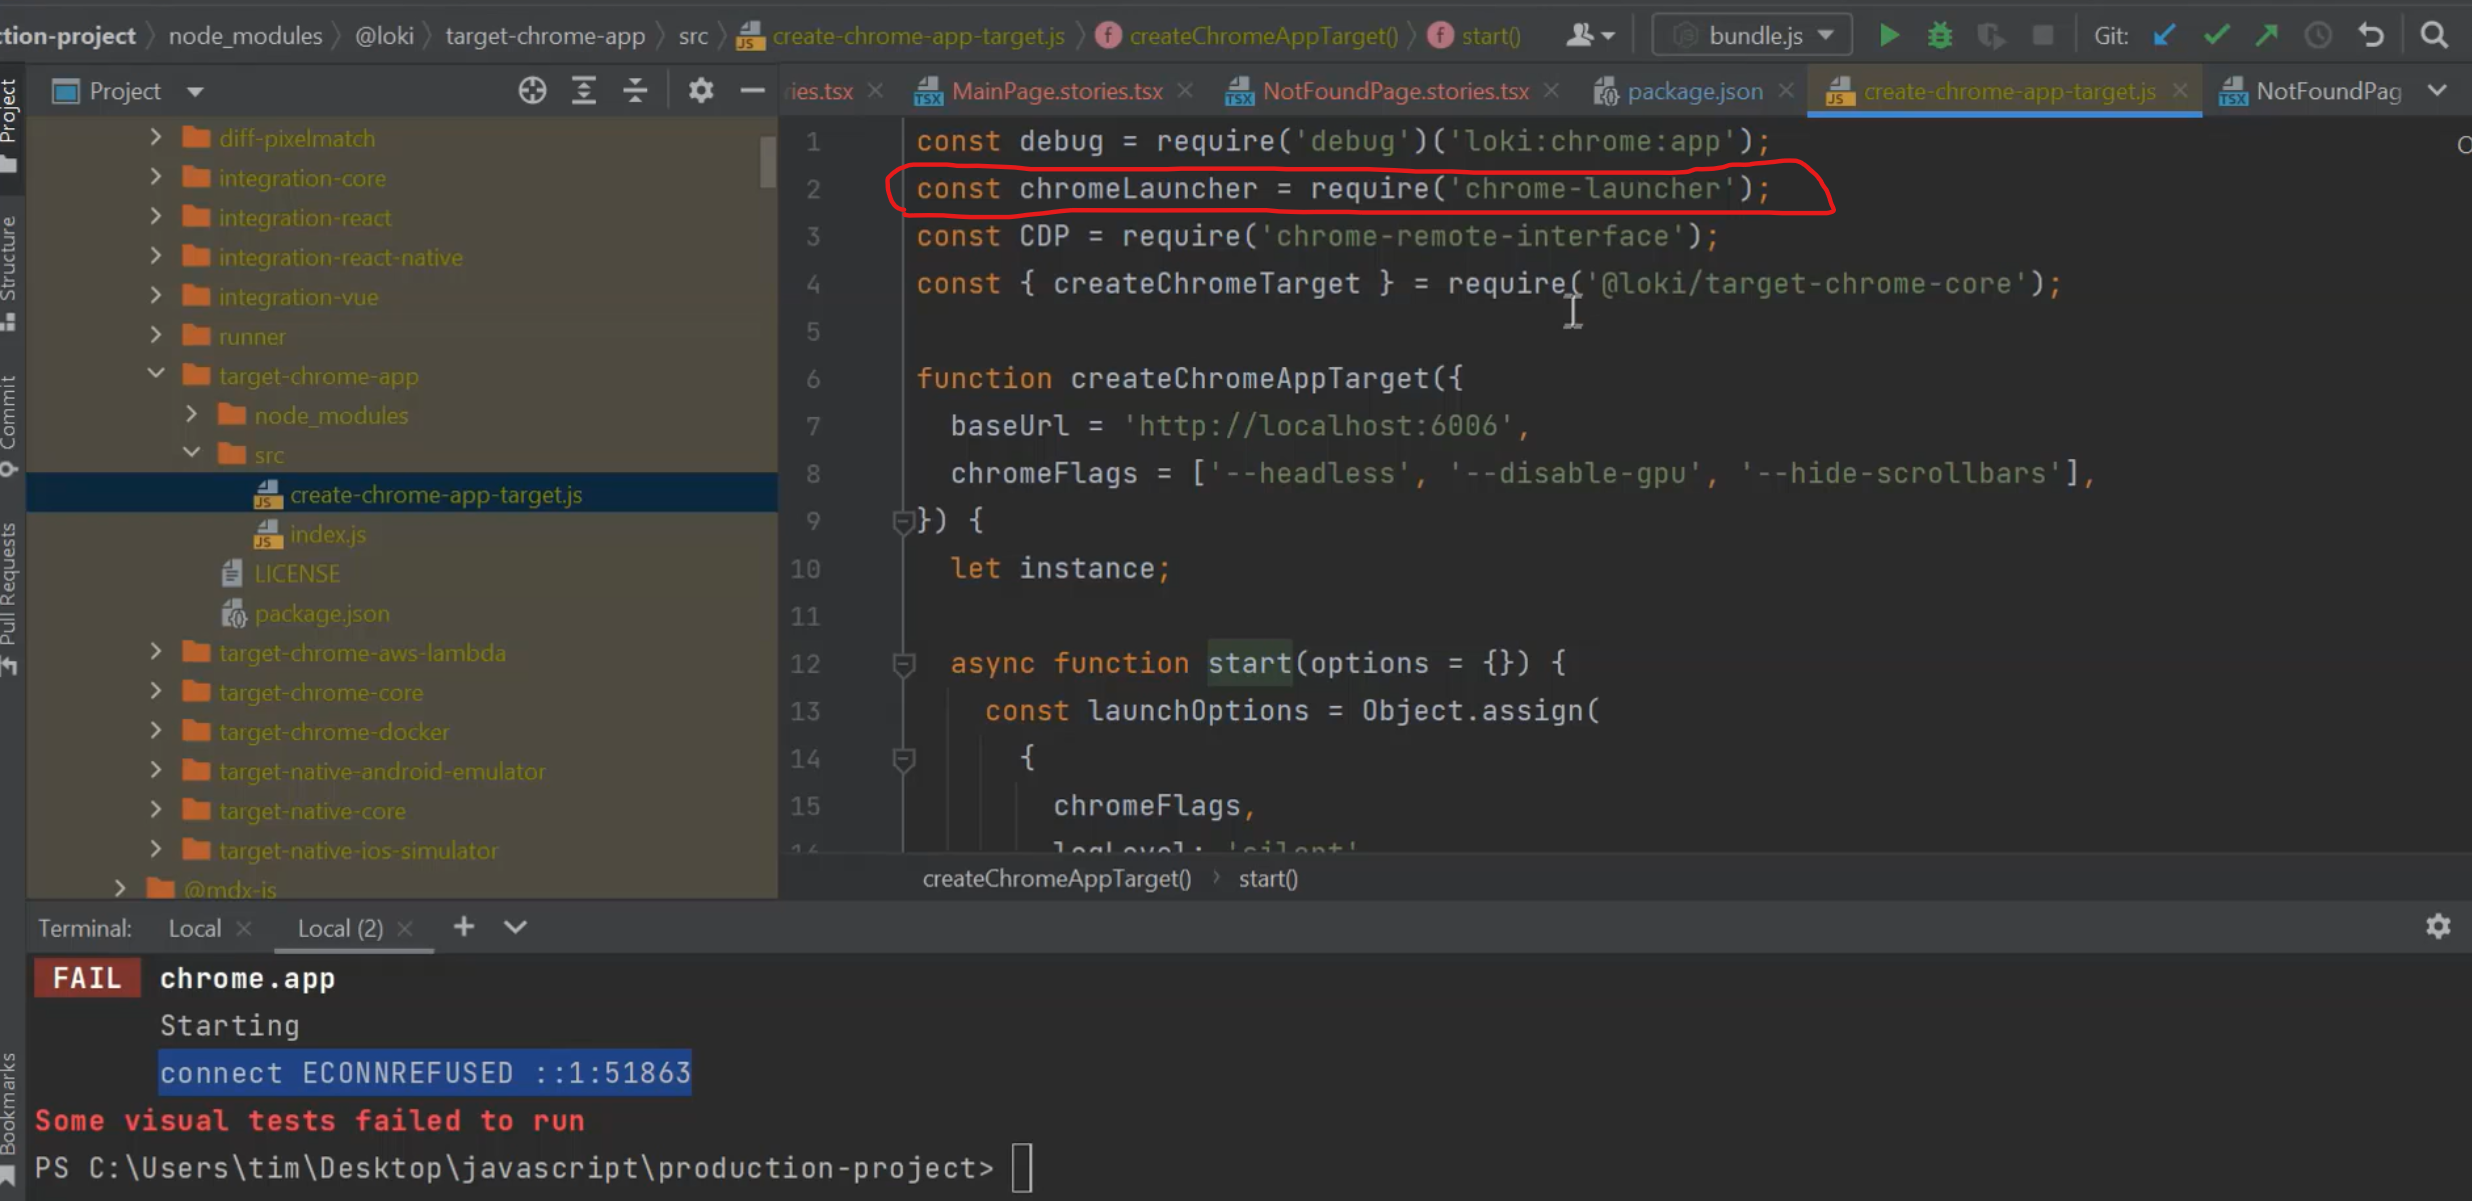 ction-project node_modules @loki target-chrome-app src create-chrome-app-target.js createChromeAppTarget() start() bundle.js Git:
Project
ies.tsx MainPage.stories.tsx NotFoundPage.stories.tsx package.json create-chrome-app-target.js NotFoundPag
Project
Structure
Commit
Pull Requests
Bookmarks
diff-pixelmatch
integration-core
integration-react
integration-react-native
integration-vue
runner
target-chrome-app
node_modules
src
create-chrome-app-target.js
index.js
LICENSE
package.json
target-chrome-aws-lambda
target-chrome-core
target-chrome-docker
target-native-android-emulator
target-native-core
target-native-ios-simulator
@mdx-js
1 const debug = require('debug')('loki:chrome:app');
2 const chromeLauncher = require('chrome-launcher');
3 const CDP = require('chrome-remote-interface');
4 const { createChromeTarget } = require('@loki/target-chrome-core');
5
6 function createChromeAppTarget({
7 baseUrl = 'http://localhost:6006',
8 chromeFlags = ['--headless', '--disable-gpu', '--hide-scrollbars'],
9 }) {
10 let instance;
11
12 async function start(options = {}) {
13 const launchOptions = Object.assign(
14 {
15 chromeFlags,
16 logLevel: 'silent'
createChromeAppTarget() start()
Terminal: Local Local (2)
FAIL chrome.app
Starting
connect ECONNREFUSED ::1:51863
Some visual tests failed to run
PS C:\Users\tim\Desktop\javascript\production-project>